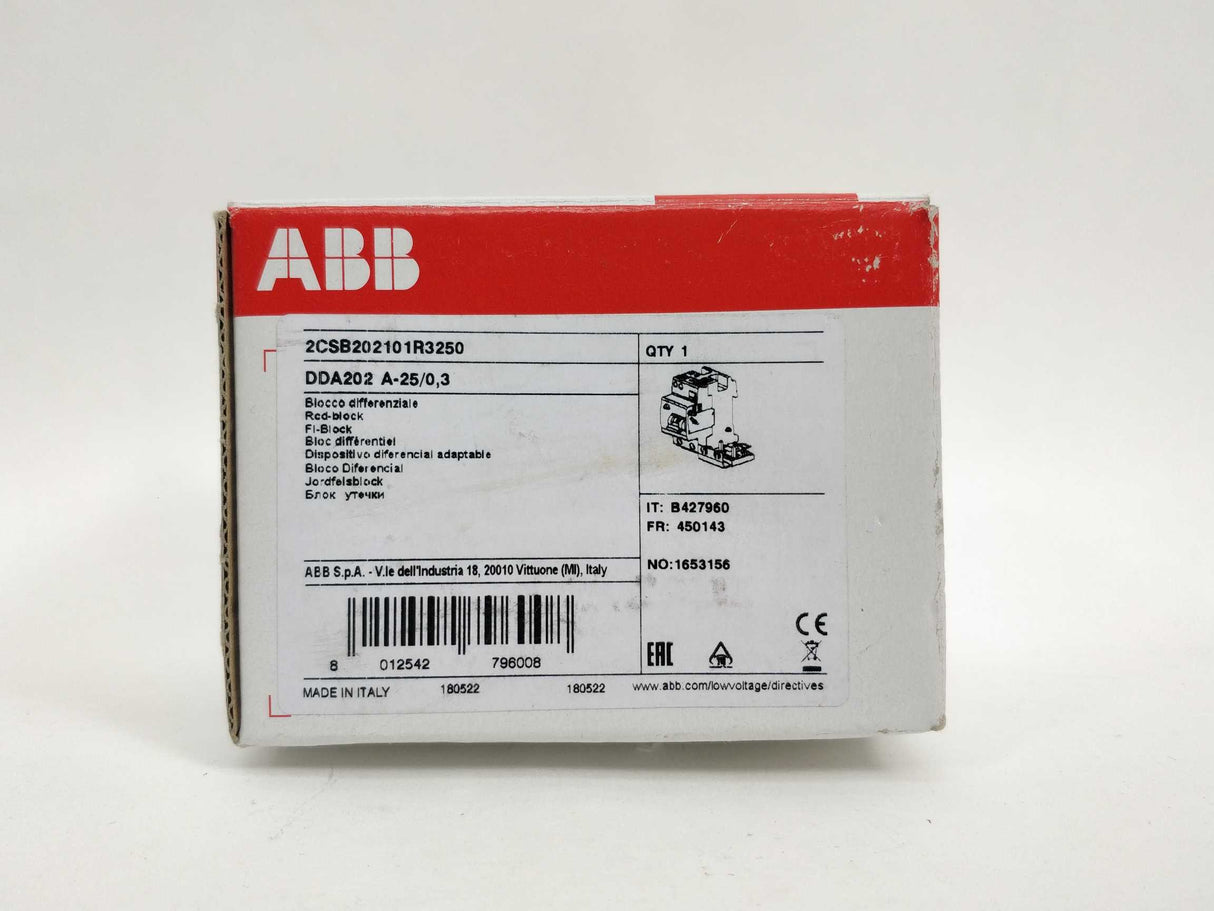 ABB
2CSB202101R3250
QTY 1
DDA202 A-25/0,3
Blocco differenziale
Rcd-block
FI-Block
Bloc différentiel
Dispositivo diferencial adaptable
Bloco Diferencial
Jordfelsblock
Блок утечки
IT: B427960
FR: 450143
NO:1653156
ABB S.p.A. - V.le dell'Industria 18, 20010 Vittuone (MI), Italy
8 012542 796008
EAC
CE
MADE IN ITALY 180522 180522 www.abb.com/lowvoltage/directives